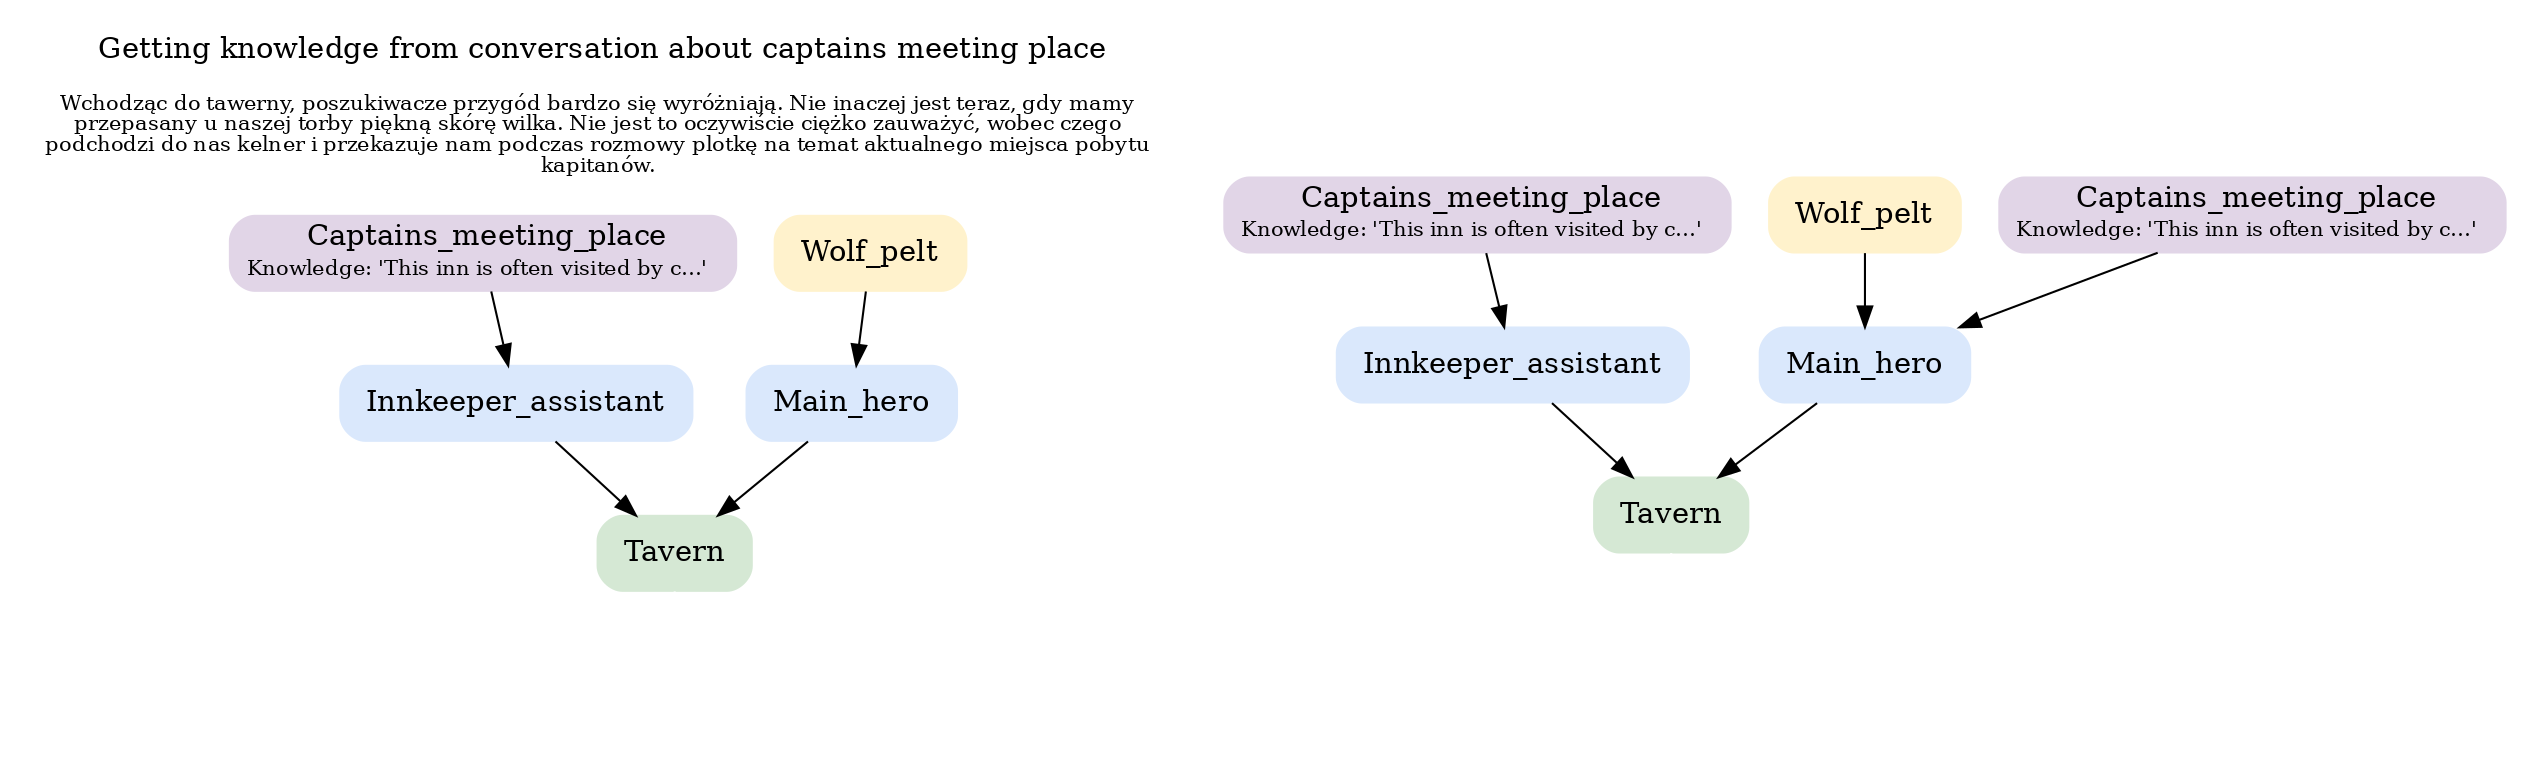 Getting knowledge from conversation about captains meeting place
Wchodząc do tawerny, poszukiwacze przygód bardzo się wyróżniają. Nie inaczej jest teraz, gdy mamy
przepasany u naszej torby piękną skórę wilka. Nie jest to oczywiście ciężko zauważyć, wobec czego
podchodzi do nas kelner i przekazuje nam podczas rozmowy plotkę na temat aktualnego miejsca pobytu
kapitanów.
Captains_meeting_place
Knowledge: 'This inn is often visited by c...'
Wolf_pelt
Innkeeper_assistant
Main_hero
Tavern
Captains_meeting_place
Knowledge: 'This inn is often visited by c...'
Wolf_pelt
Captains_meeting_place
Knowledge: 'This inn is often visited by c...'
Innkeeper_assistant
Main_hero
Tavern